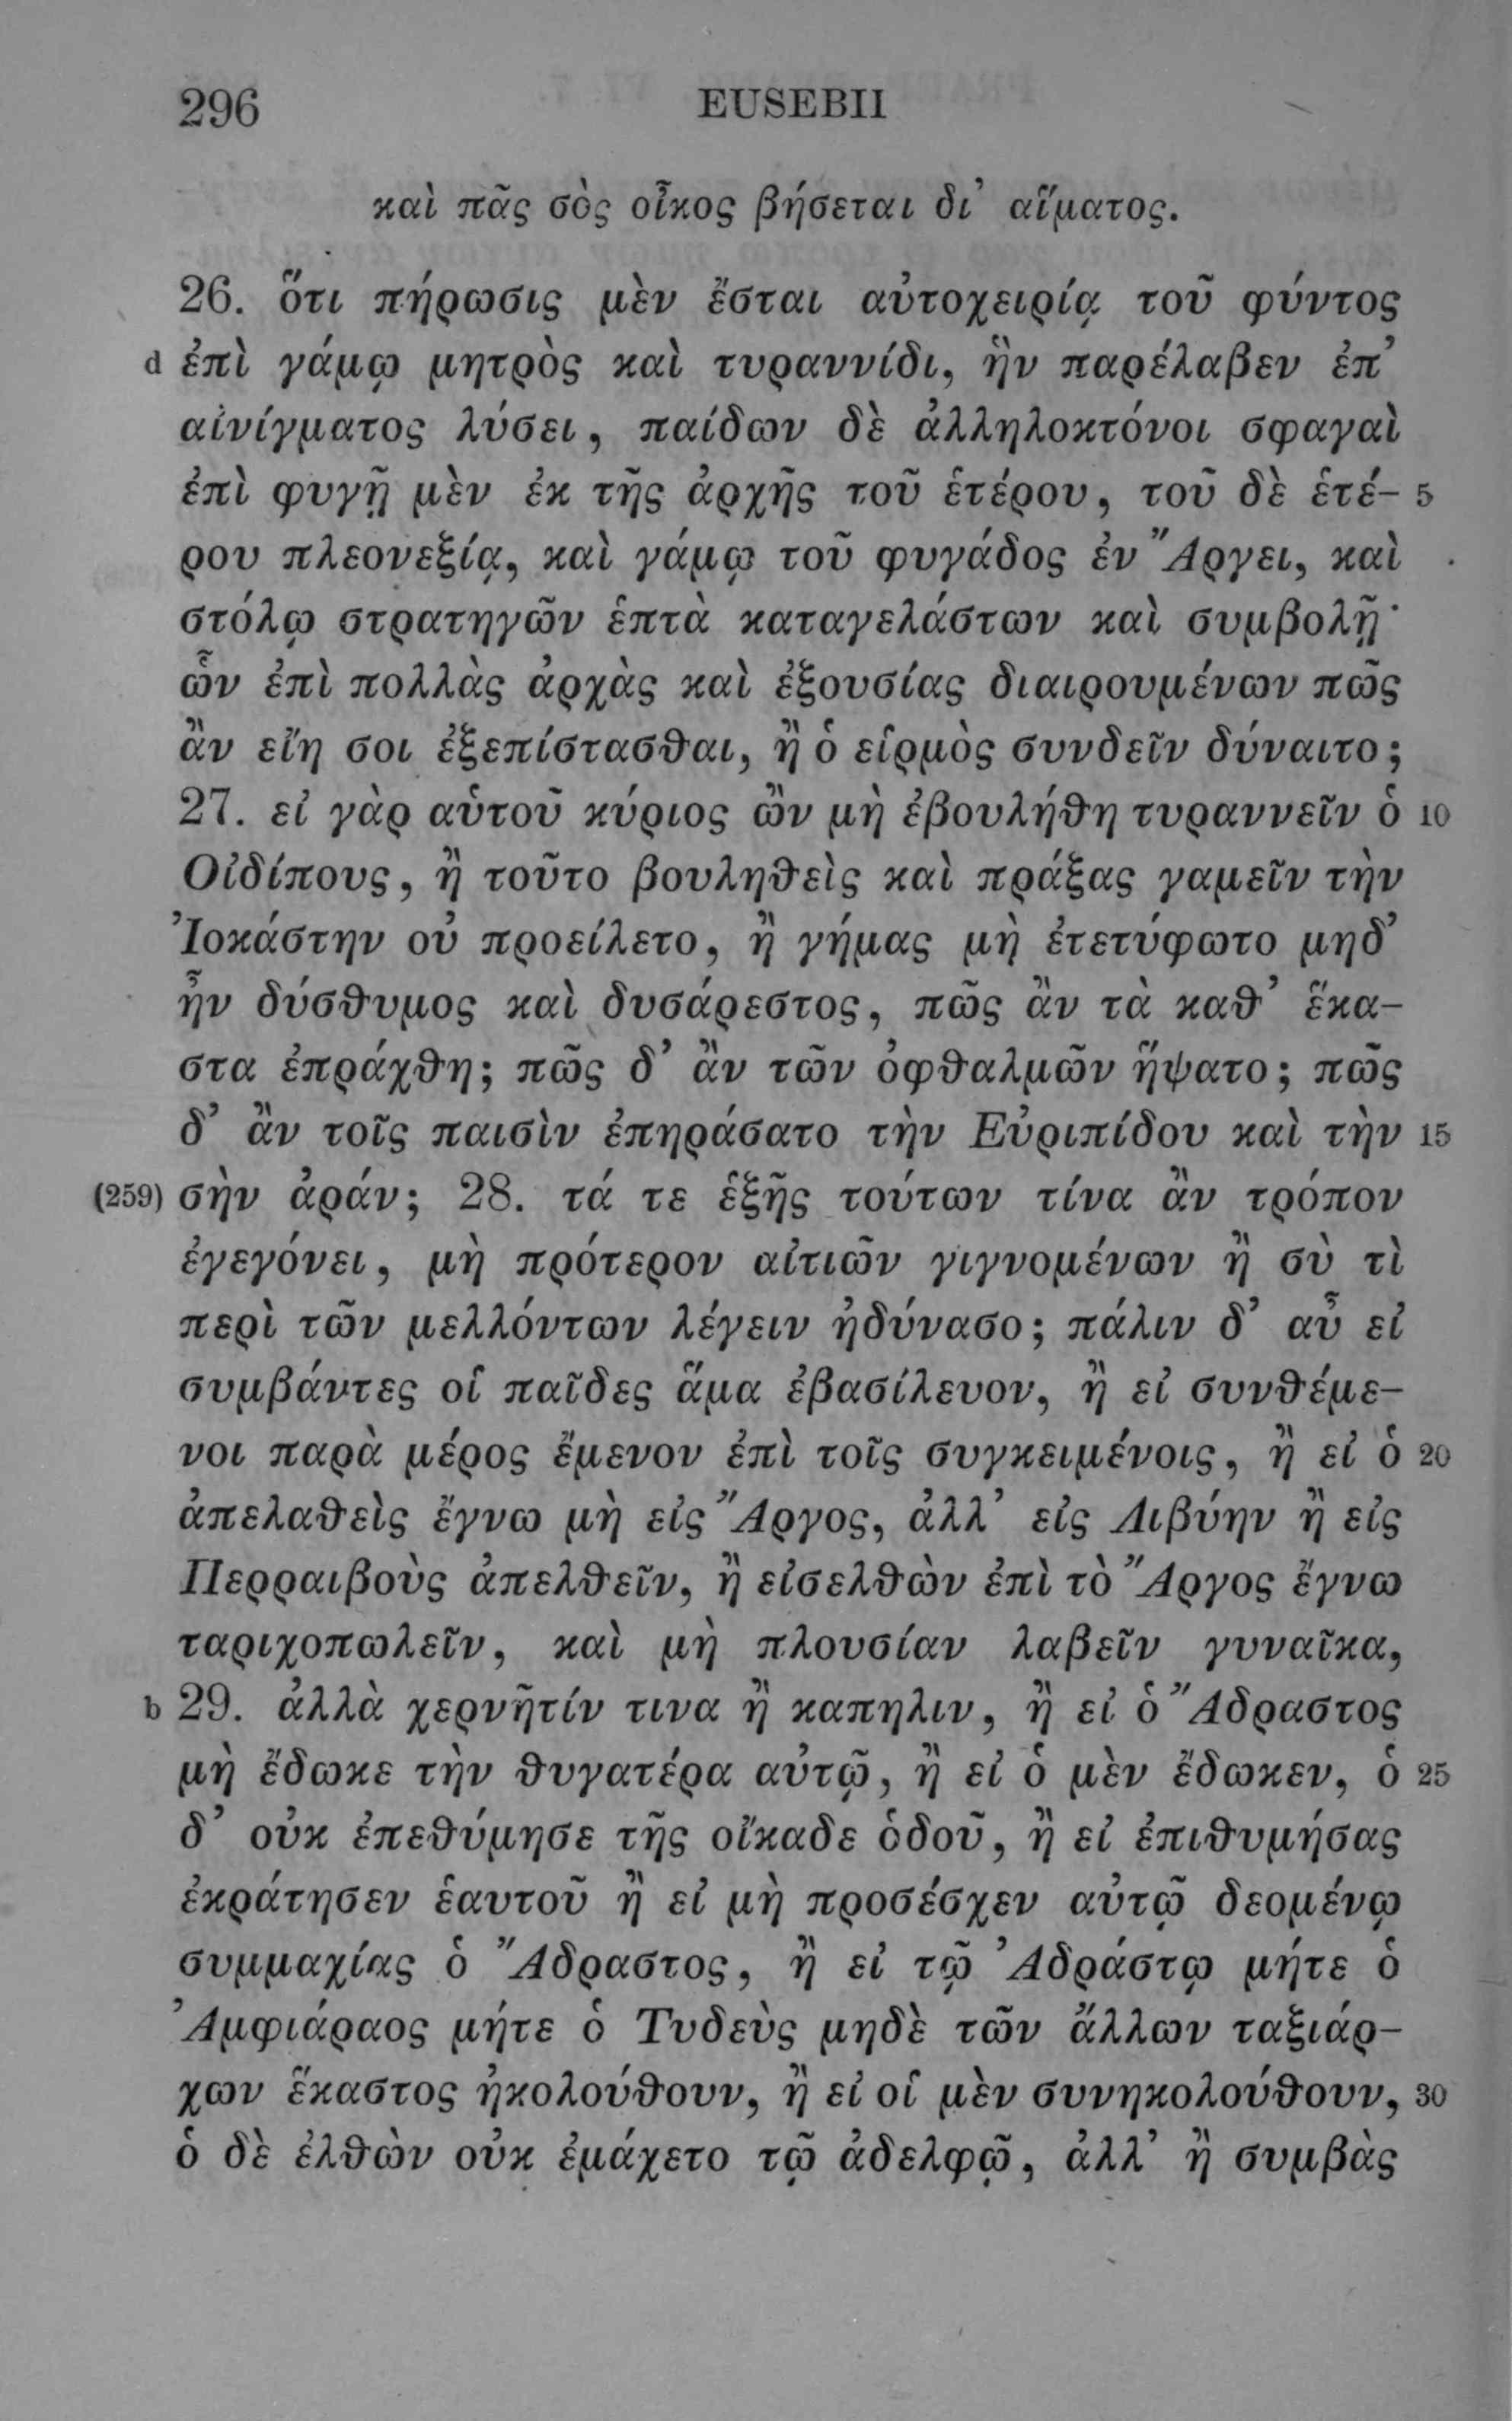 296 EUSEBII
καὶ πᾶς σὸς οἶκος βήσεται δι’ αἵματος.
26. ὅτι πήρωσις μὲν ἔσται αὐτοχειρίᾳ τοῦ φύντος
d ἐπὶ γάμῳ μητρὸς καὶ τυραννίδι, ἣν παρέλαβεν ἐπ’
αἰνίγματος λύσει, παίδων δὲ ἀλληλοκτόνοι σφαγαὶ
ἐπὶ φυγῇ μὲν ἐκ τῆς ἀρχῆς τοῦ ἑτέρου, τοῦ δὲ ἑτέ- 5
ρου πλεονεξίᾳ, καὶ γάμῳ τοῦ φυγάδος ἐν Ἄργει, καὶ
στόλῳ στρατηγῶν ἑπτὰ καταγελάστων καὶ συμβολῇ·
ὧν ἐπὶ πολλὰς ἀρχὰς καὶ ἐξουσίας διαιρουμένων πῶς
ἂν εἴη σοι ἐξεπίστασθαι, ἢ ὁ εἱρμὸς συνδεῖν δύναιτο;
27. εἰ γὰρ αὑτοῦ κύριος ὢν μὴ ἐβουλήθη τυραννεῖν ὁ 10
Οἰδίπους, ἢ τοῦτο βουληθεὶς καὶ πράξας γαμεῖν τὴν
Ἰοκάστην οὐ προείλετο, ἢ γήμας μὴ ἐτετύφωτο μηδ’
ἦν δύσθυμος καὶ δυσάρεστος, πῶς ἂν τὰ καθ’ ἕκα-
στα ἐπράχθη; πῶς δ’ ἂν τῶν ὀφθαλμῶν ἥψατο; πῶς
δ’ ἂν τοῖς παισὶν ἐπηράσατο τὴν Εὐριπίδου καὶ τὴν 15
(259) σὴν ἀράν; 28. τά τε ἑξῆς τούτων τίνα ἂν τρόπον
ἐγεγόνει, μὴ πρότερον αἰτιῶν γιγνομένων ἢ σὺ τὶ
περὶ τῶν μελλόντων λέγειν ἠδύνασο; πάλιν δ’ αὖ εἰ
συμβάντες οἱ παῖδες ἅμα ἐβασίλευον, ἢ εἰ συνθέμε-
νοι παρὰ μέρος ἔμενον ἐπὶ τοῖς συγκειμένοις, ἢ εἰ ὁ 20
ἀπελαθεὶς ἔγνω μὴ εἰς Ἄργος, ἀλλ’ εἰς Λιβύην ἢ εἰς
Περραιβοὺς ἀπελθεῖν, ἢ εἰσελθὼν ἐπὶ τὸ Ἄργος ἔγνω
ταριχοπωλεῖν, καὶ μὴ πλουσίαν λαβεῖν γυναῖκα,
b 29. ἀλλὰ χερνῆτίν τινα ἢ καπηλιν, ἢ εἰ ὁ Ἄδραστος
μὴ ἔδωκε τὴν θυγατέρα αὐτῷ, ἢ εἰ ὁ μὲν ἔδωκεν, ὁ 25
δ’ οὐκ ἐπεθύμησε τῆς οἴκαδε ὁδοῦ, ἢ εἰ ἐπιθυμήσας
ἐκράτησεν ἑαυτοῦ ἢ εἰ μὴ προσέσχεν αὐτῷ δεομένῳ
συμμαχίας ὁ Ἄδραστος, ἢ εἰ τῷ Ἀδράστῳ μήτε ὁ
Ἀμφιάραος μήτε ὁ Τυδεὺς μηδὲ τῶν ἄλλων ταξιάρ-
χων ἕκαστος ἠκολούθουν, ἢ εἰ οἱ μὲν συνηκολούθουν, 30
ὁ δὲ ἐλθὼν οὐκ ἐμάχετο τῷ ἀδελφῷ, ἀλλ’ ἢ συμβὰς